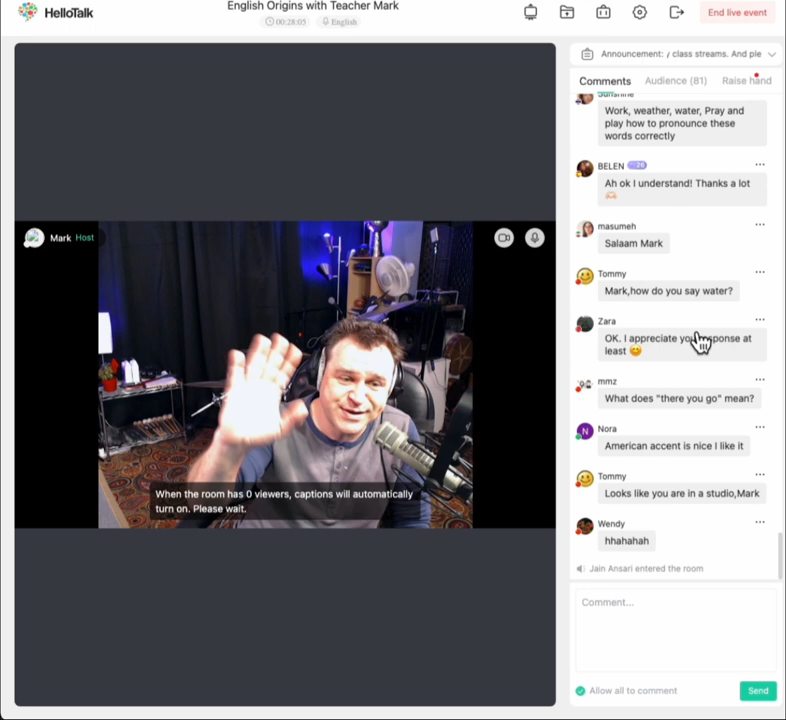 HelloTalk
English Origins with Teacher Mark
00:28:05
English
End live event
Announcement: y class streams. And ple
Comments
Audience (81)
Raise hand
Sunshine
Work, weather, water, Pray and
play how to pronounce these
words correctly
BELEN
Ah ok I understand! Thanks a lot
masumeh
Salaam Mark
Tommy
Mark,how do you say water?
Zara
OK. I appreciate your response at
least
mmz
What does "there you go" mean?
Nora
N
American accent is nice I like it
Tommy
Looks like you are in a studio,Mark
Wendy
hhahahah
Jain Ansari entered the room
Comment...
Allow all to comment
Send
Mark Host
When the room has 0 viewers, captions will automatically
turn on. Please wait.